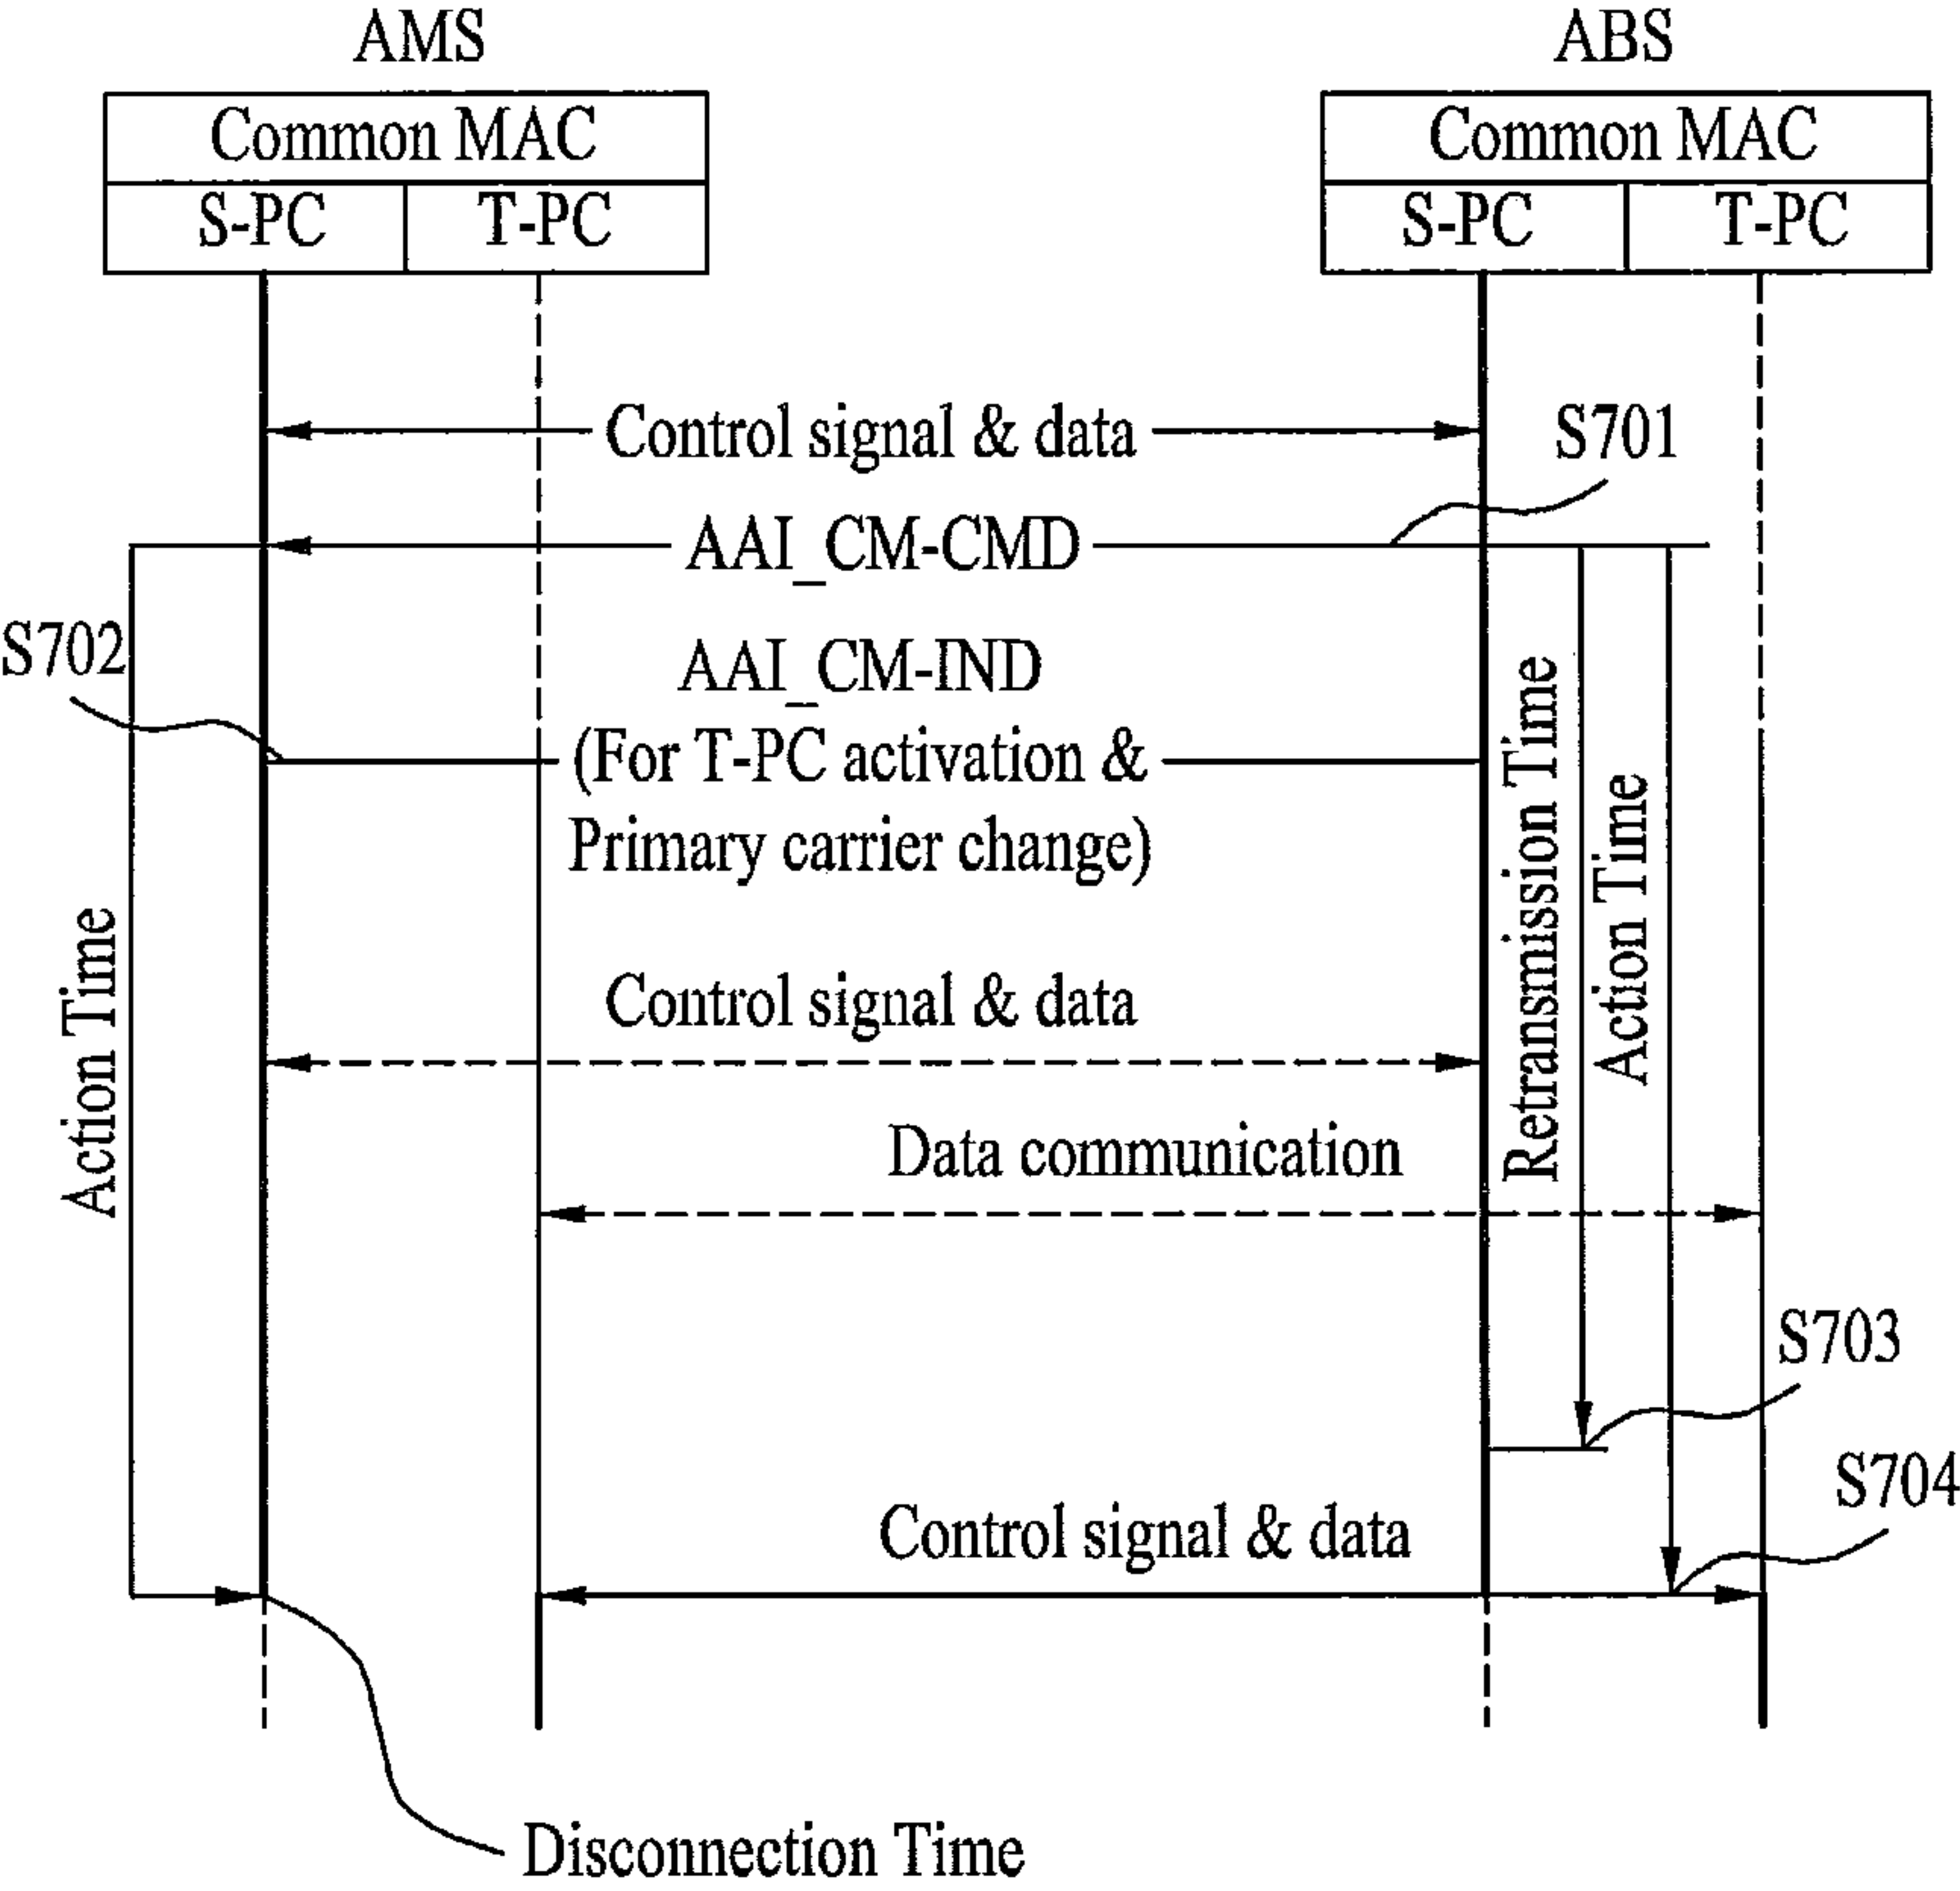 AMS
ABS
Common MAC
Common MAC
S-PC
T-PC
S-PC
T-PC
Control signal & data
S701
AAI_CM-CMD
S702
AAI_CM-IND
(For T-PC activation &
Primary carrier change)
Retransmission Time
Action Time
Action Time
Control signal & data
Data communication
S703
S704
Control signal & data
Disconnection Time